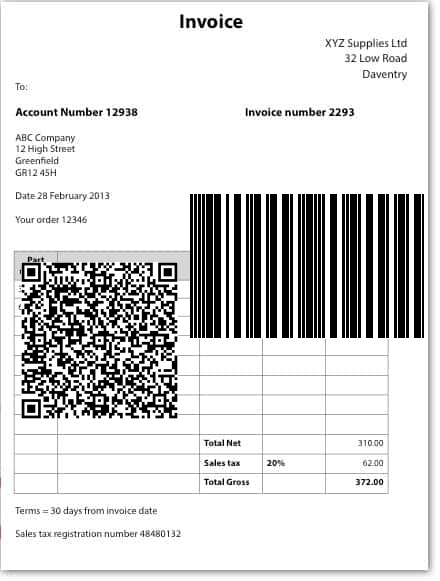 Invoice
XYZ Supplies Ltd
32 Low Road
Daventry
To:
Account Number 12938
Invoice number 2293
ABC Company
12 High Street
Greenfield
GR12 45H
Date 28 February 2013
Your order 12346
Part
Total Net 310.00
Sales tax 20% 62.00
Total Gross 372.00
Terms = 30 days from invoice date
Sales tax registration number 48480132